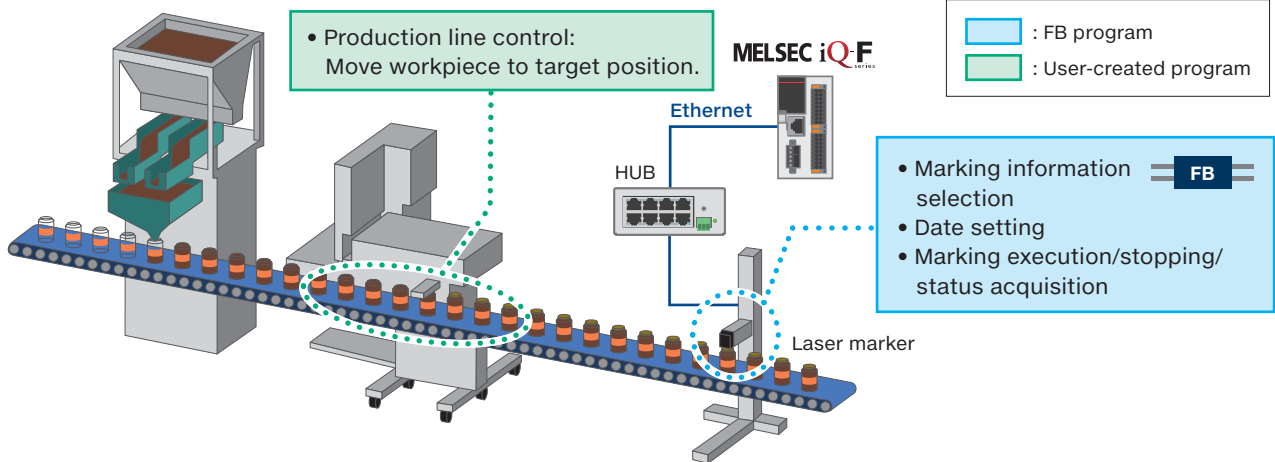 • Production line control:
Move workpiece to target position.
MELSEC iQ-F
series
: FB program
: User-created program
Ethernet
HUB
• Marking information
selection
FB
• Date setting
• Marking execution/stopping/
status acquisition
Laser marker